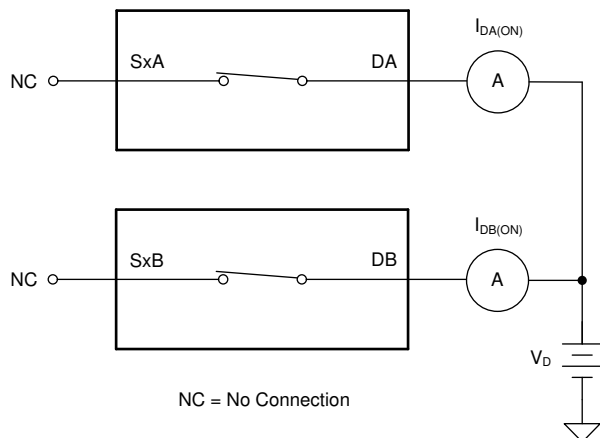 I_DA(ON)
SxA
DA
NC
A
I_DB(ON)
SxB
DB
NC
A
V_D
NC = No Connection